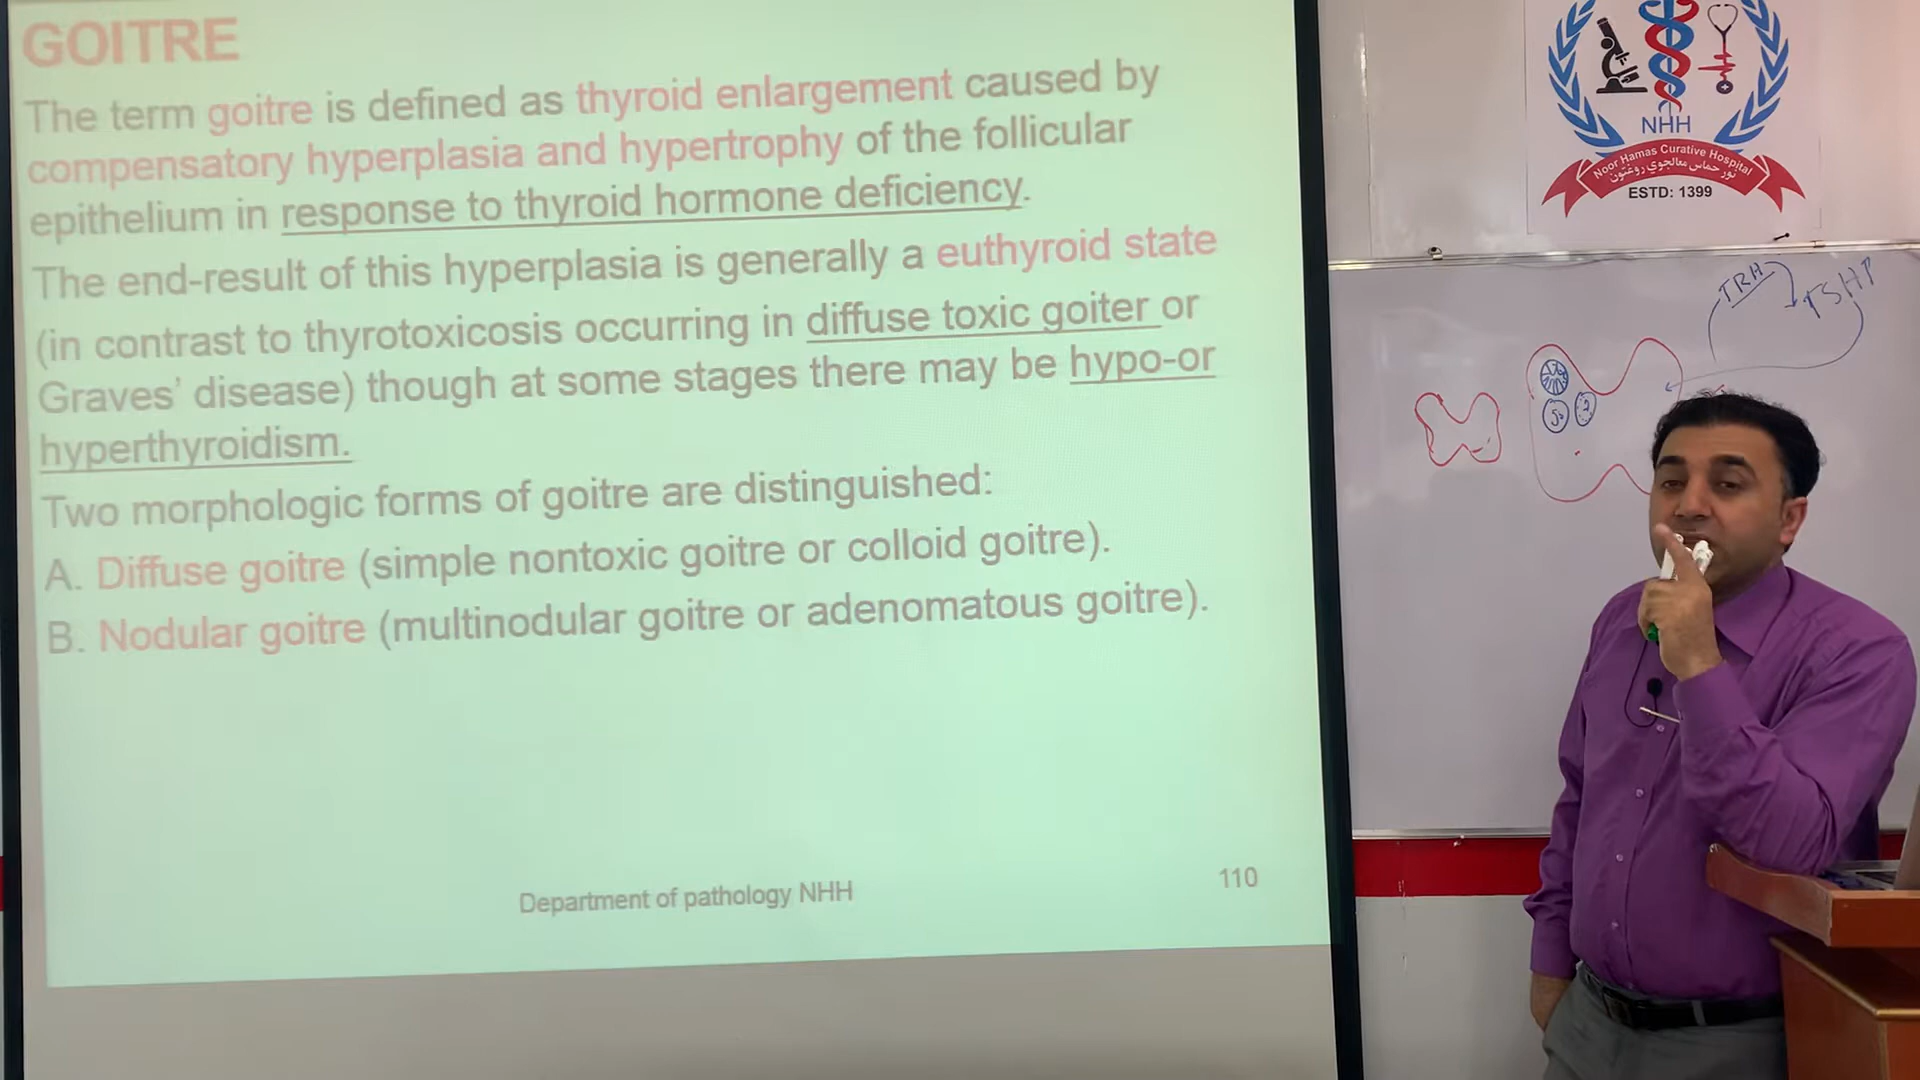 GOITRE
The term goitre is defined as thyroid enlargement caused by
compensatory hyperplasia and hypertrophy of the follicular
epithelium in response to thyroid hormone deficiency.
The end-result of this hyperplasia is generally a euthyroid state
(in contrast to thyrotoxicosis occurring in diffuse toxic goiter or
Graves' disease) though at some stages there may be hypo-or
hyperthyroidism.
Two morphologic forms of goitre are distinguished:
A. Diffuse goitre (simple nontoxic goitre or colloid goitre).
B. Nodular goitre (multinodular goitre or adenomatous goitre).
Department of pathology NHH
110
NHH
Noor Hamas Curative Hospital
نور حماس معالجوي روغتون
ESTD: 1399
TRH
TSH